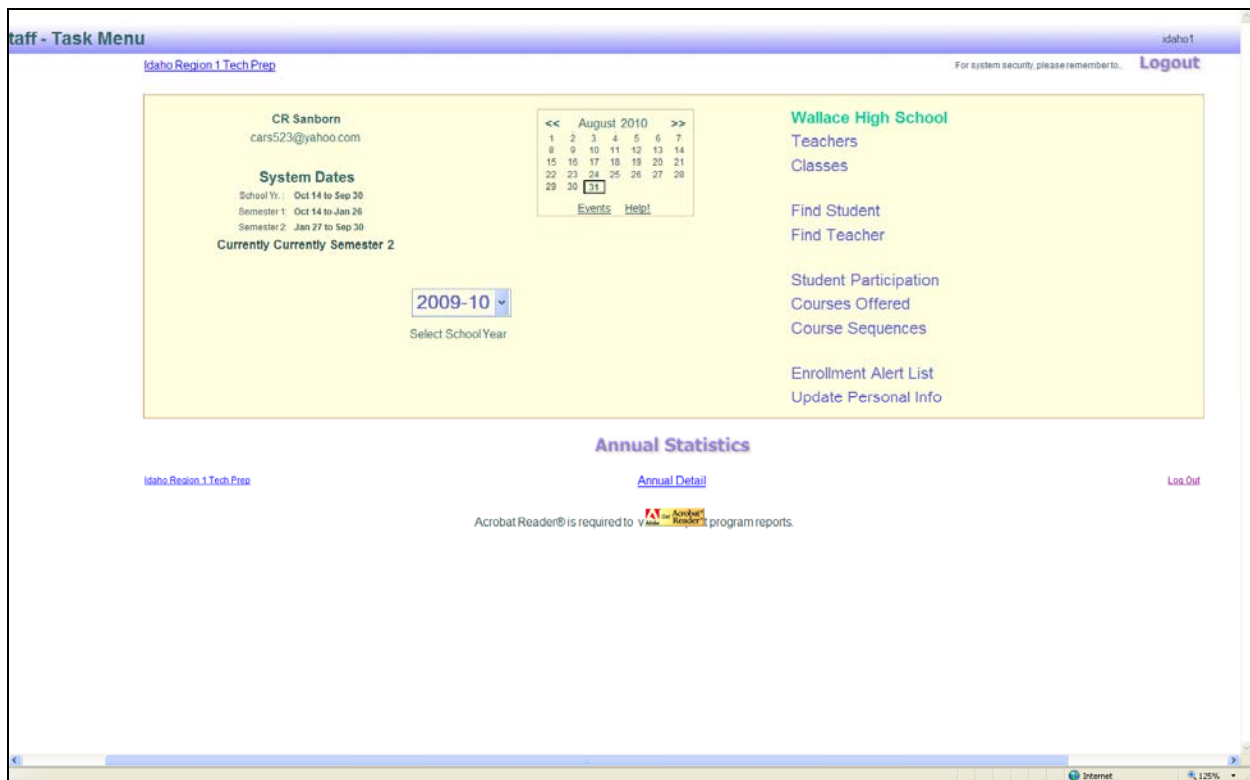 taff - Task Menu
idaho1
Idaho Region 1 Tech Prep
For system security, please remember to..
Logout
CR Sanborn
cars523@yahoo.com
System Dates
School Yr. : Oct 14 to Sep 30
Semester 1: Oct 14 to Jan 26
Semester 2: Jan 27 to Sep 30
Currently Currently Semester 2
2009-10
Select School Year
<< August 2010 >>
1 2 3 4 5 6 7
8 9 10 11 12 13 14
15 16 17 18 19 20 21
22 23 24 25 26 27 28
29 30 31
Events Help!
Wallace High School
Teachers
Classes
Find Student
Find Teacher
Student Participation
Courses Offered
Course Sequences
Enrollment Alert List
Update Personal Info
Annual Statistics
Idaho Region 1 Tech Prep
Annual Detail
Log Out
Acrobat Reader® is required to v
Adobe
Get Acrobat® Reader®
t program reports.
Internet
125%